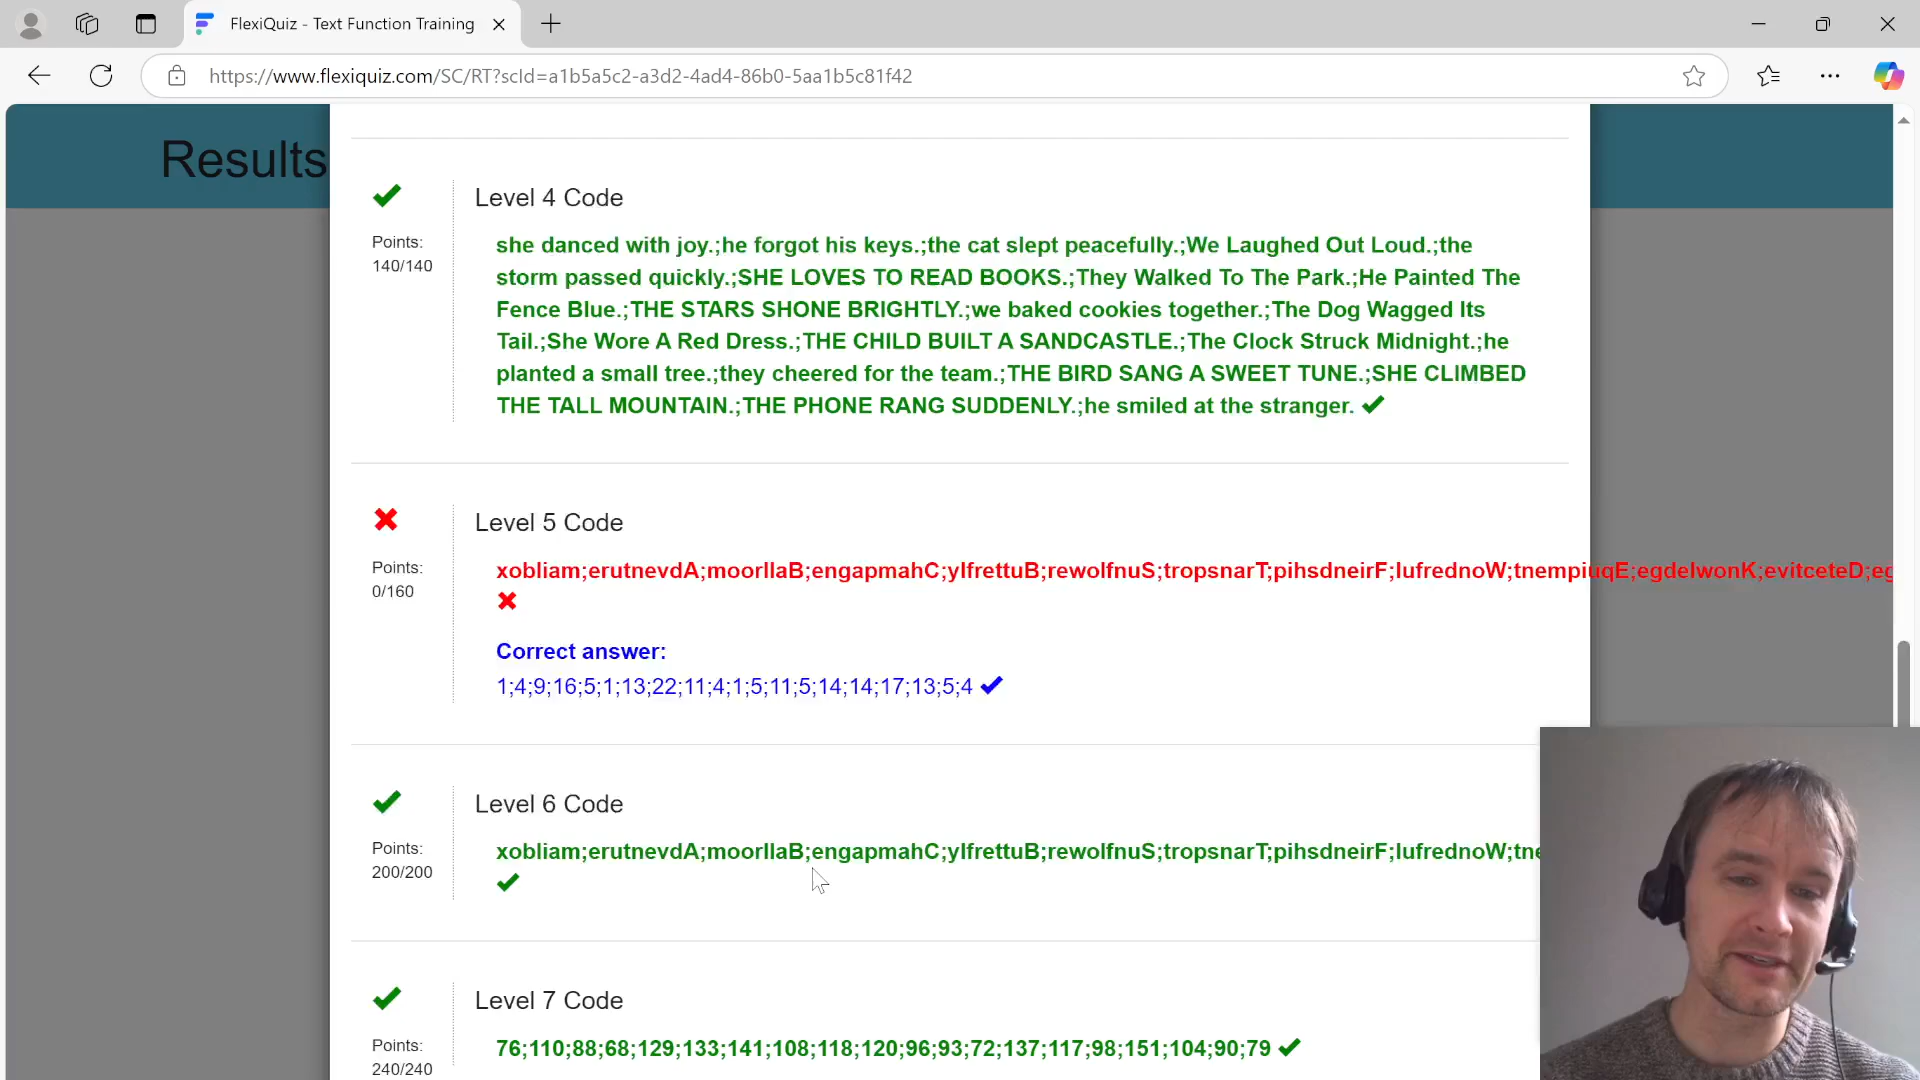 FlexiQuiz - Text Function Training
https://www.flexiquiz.com/SC/RT?scId=a1b5a5c2-a3d2-4ad4-86b0-5aa1b5c81f42
Results
Level 4 Code
Points:
140/140
she danced with joy.;he forgot his keys.;the cat slept peacefully.;We Laughed Out Loud.;the
storm passed quickly.;SHE LOVES TO READ BOOKS.;They Walked To The Park.;He Painted The
Fence Blue.;THE STARS SHONE BRIGHTLY.;we baked cookies together.;The Dog Wagged Its
Tail.;She Wore A Red Dress.;THE CHILD BUILT A SANDCASTLE.;The Clock Struck Midnight.;he
planted a small tree.;they cheered for the team.;THE BIRD SANG A SWEET TUNE.;SHE CLIMBED
THE TALL MOUNTAIN.;THE PHONE RANG SUDDENLY.;he smiled at the stranger.
Level 5 Code
Points:
0/160
xobliam;erutnevdA;moorllaB;engapmahC;ylfrettuB;rewolfnuS;tropsnarT;pihsdneirF;lufrednoW;tnempiuqE;egdelwonK;evitceteD;eg
Correct answer:
1;4;9;16;5;1;13;22;11;4;1;5;11;5;14;14;17;13;5;4
Level 6 Code
Points:
200/200
xobliam;erutnevdA;moorllaB;engapmahC;ylfrettuB;rewolfnuS;tropsnarT;pihsdneirF;lufrednoW;tne
Level 7 Code
Points:
240/240
76;110;88;68;129;133;141;108;118;120;96;93;72;137;117;98;151;104;90;79